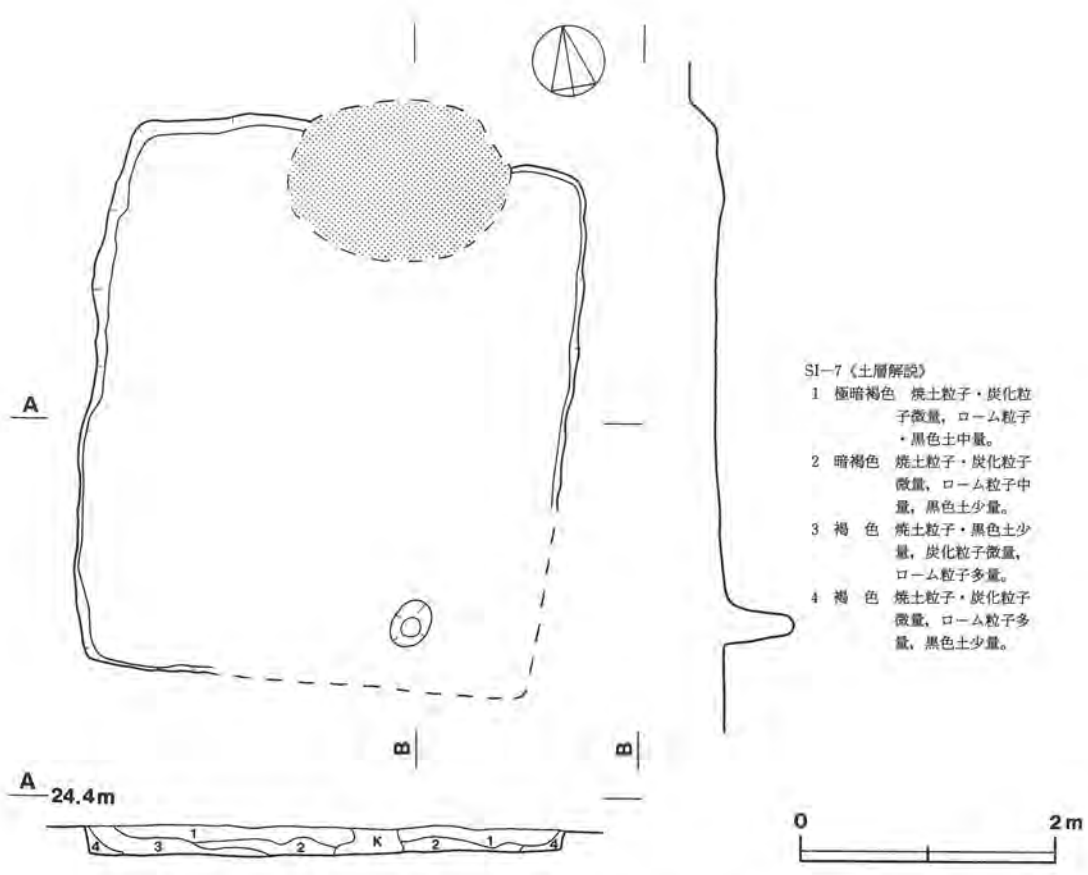 A
SI-7《土層解説》
1 極暗褐色 焼土粒子・炭化粒
子微量，ローム粒子
・黒色土中量。
2 暗褐色 焼土粒子・炭化粒子
微量，ローム粒子中
量，黒色土少量。
3 褐 色 焼土粒子・黒色土少
量，炭化粒子微量，
ローム粒子多量。
4 褐 色 焼土粒子・炭化粒子
微量，ローム粒子多
量，黒色土少量。
B B
A 24.4m
4 1 3 2 K 2 1 4
0 2m